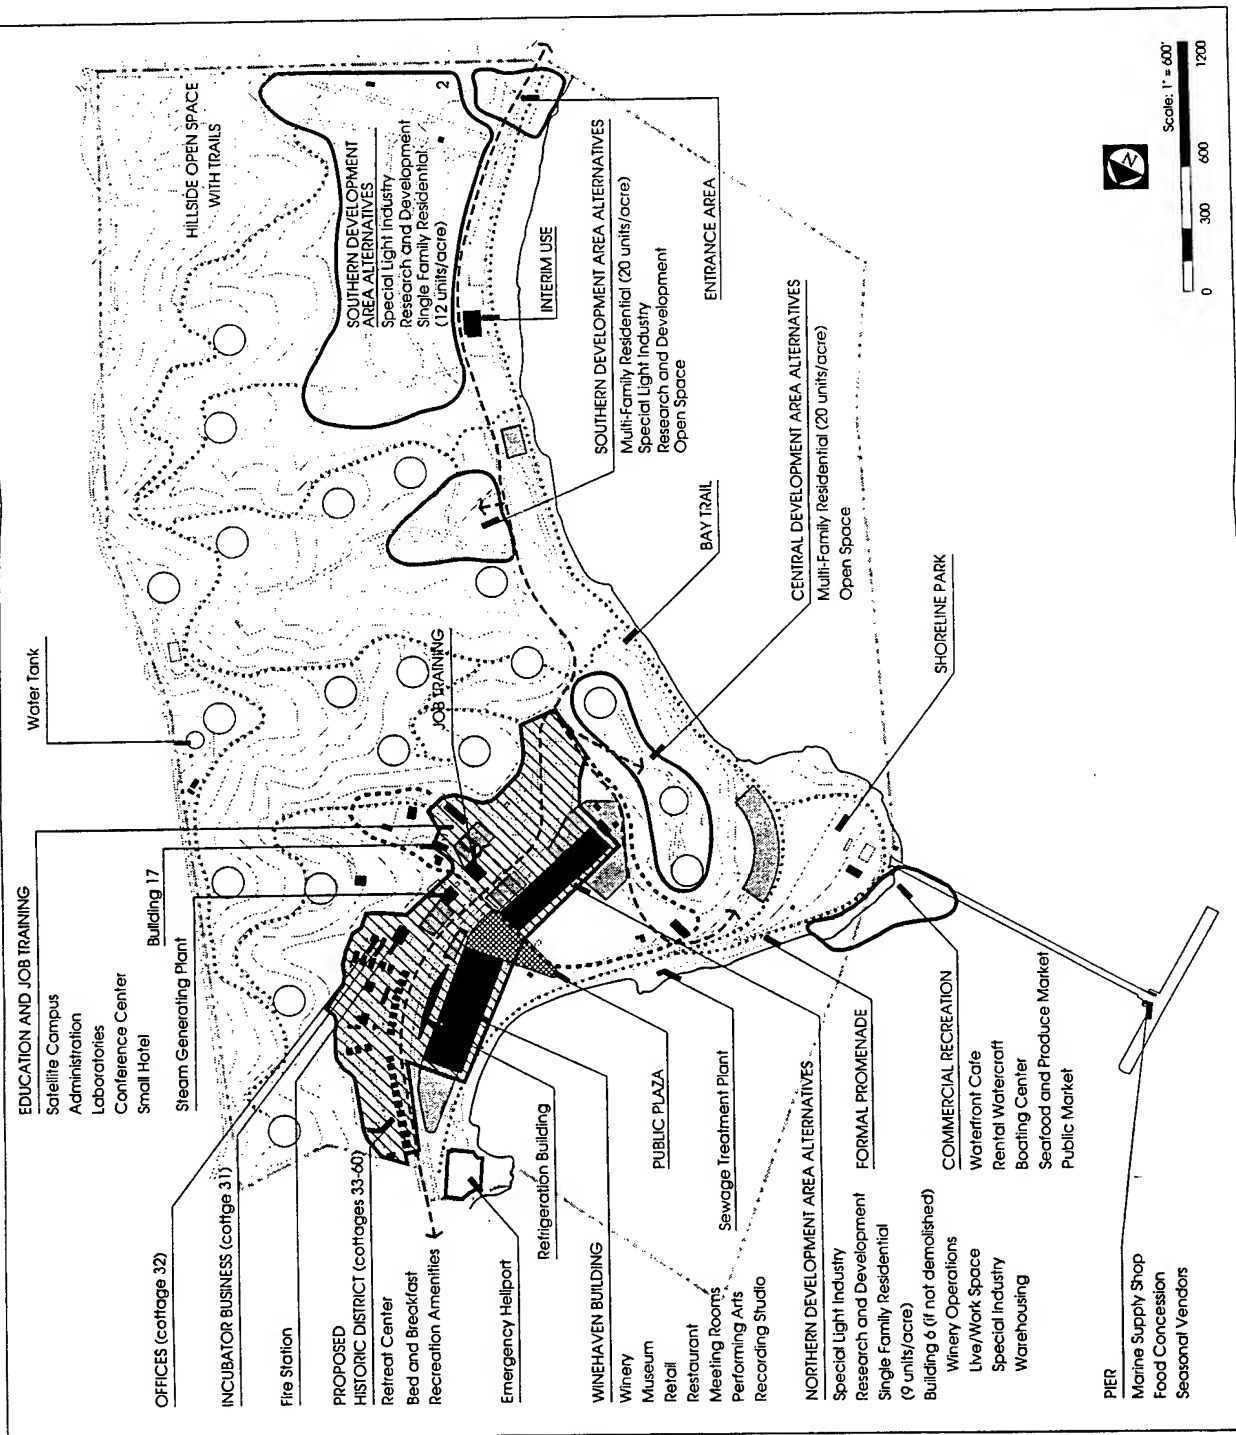 EDUCATION AND JOB TRAINING
Satellite Campus
Administration
Laboratories
Conference Center
Small Hotel
Building 17
Steam Generating Plant
Water Tank
JOB TRAINING
HILLSIDE OPEN SPACE
WITH TRAILS
SOUTHERN DEVELOPMENT
AREA ALTERNATIVES
Special Light Industry
Research and Development
Single Family Residential
(12 units/acre)
2
INTERIM USE
SOUTHERN DEVELOPMENT AREA ALTERNATIVES
Multi-Family Residential (20 units/acre)
Special Light Industry
Research and Development
Open Space
ENTRANCE AREA
BAY TRAIL
CENTRAL DEVELOPMENT AREA ALTERNATIVES
Multi-Family Residential (20 units/acre)
Open Space
SHORELINE PARK
OFFICES (cottage 32)
INCUBATOR BUSINESS (cottge 31)
Fire Station
PROPOSED
HISTORIC DISTRICT (cottages 33-60)
Retreat Center
Bed and Breakfast
Recreation Amenities
Emergency Heliport
Refrigeration Building
WINEHAVEN BUILDING
Winery
Museum
Retail
Restaurant
Meeting Rooms
Performing Arts
Recording Studio
PUBLIC PLAZA
Sewage Treatment Plant
NORTHERN DEVELOPMENT AREA ALTERNATIVES
Special Light Industry
Research and Development
Single Family Residential
(9 units/acre)
Building 6 (if not demolished)
Winery Operations
Live/Work Space
Special Industry
Warehousing
FORMAL PROMENADE
COMMERCIAL RECREATION
Waterfront Cafe
Rental Watercraft
Boating Center
Seafood and Produce Market
Public Market
PIER
Marine Supply Shop
Food Concession
Seasonal Vendors
N
Scale: 1" = 600'
0 300 600 1200